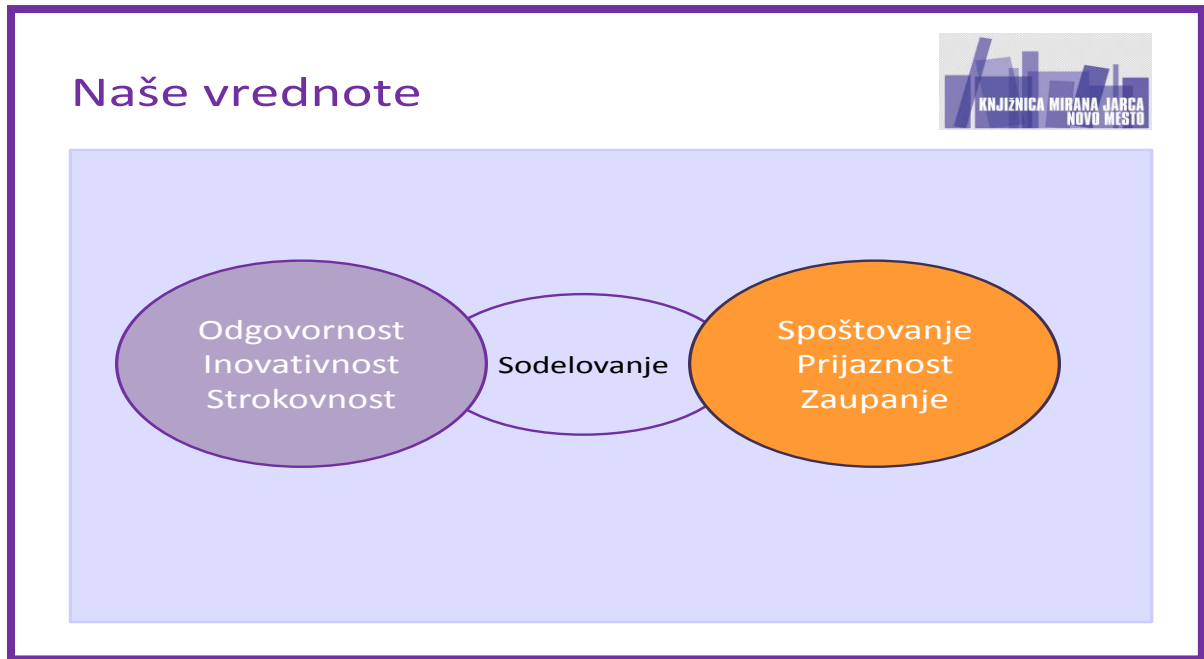 Naše vrednote
KNJIŽNICA MIRANA JARCA
NOVO MESTO
Odgovornost
Inovativnost
Strokovnost
Sodelovanje
Spoštovanje
Prijaznost
Zaupanje